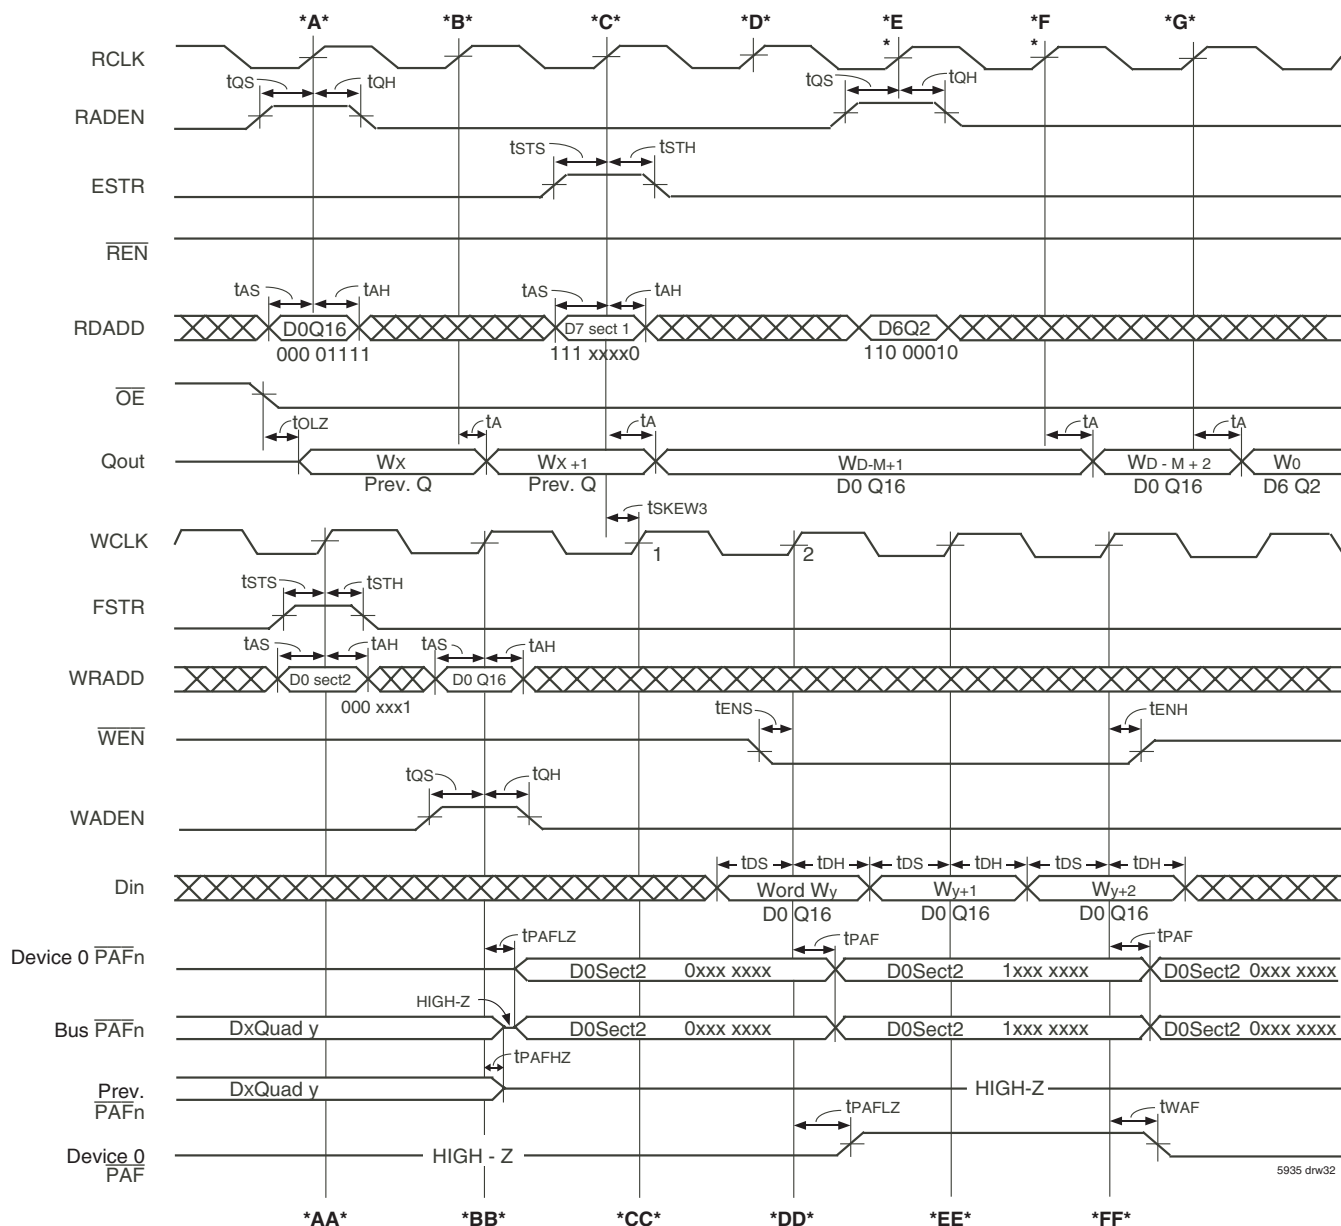 *A* *B* *C* *D* *E *F *G*
* *
RCLK
tQS tQH tQS tQH
RADEN
tSTS tSTH
ESTR
REN
tAS tAH tAS tAH
RDADD D0Q16 D7 sect 1 D6Q2
000 01111 111 xxxx0 110 00010
OE
tOLZ tA tA tA tA
Qout WX WX +1 WD-M+1 WD - M + 2 W0
Prev. Q Prev. Q D0 Q16 D0 Q16 D6 Q2
tSKEW3
WCLK 1 2
tSTS tSTH
FSTR
tAS tAH tAS tAH
WRADD D0 sect2 D0 Q16
000 xxx1
tENS tENH
WEN
tQS tQH
WADEN
tDS tDH tDS tDH tDS tDH
Din Word Wy Wy+1 Wy+2
D0 Q16 D0 Q16 D0 Q16
tPAFLZ tPAF tPAF
Device 0 PAFn D0Sect2 0xxx xxxx D0Sect2 1xxx xxxx D0Sect2 0xxx xxxx
HIGH-Z
Bus PAFn DxQuad y D0Sect2 0xxx xxxx D0Sect2 1xxx xxxx D0Sect2 0xxx xxxx
tPAFHZ
Prev. DxQuad y HIGH-Z
PAFn
tPAFLZ tWAF
Device 0 HIGH - Z
PAF
5935 drw32
*AA* *BB* *CC* *DD* *EE* *FF*